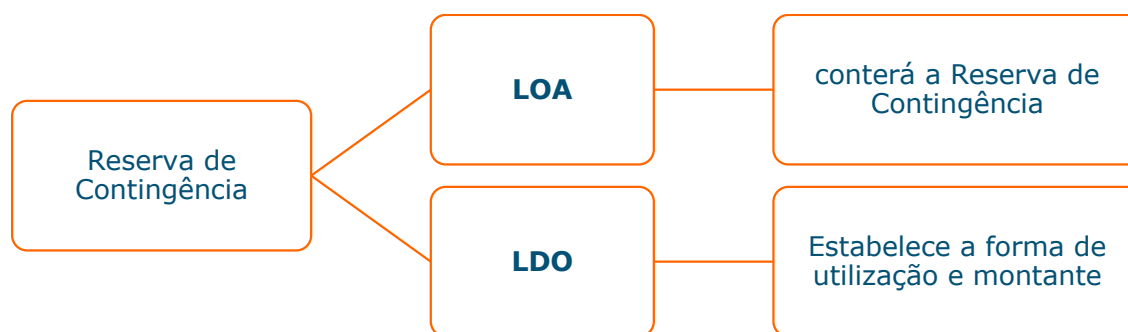 Reserva de
Contingência
LOA
conterá a Reserva de
Contingência
LDO
Estabelece a forma de
utilização e montante